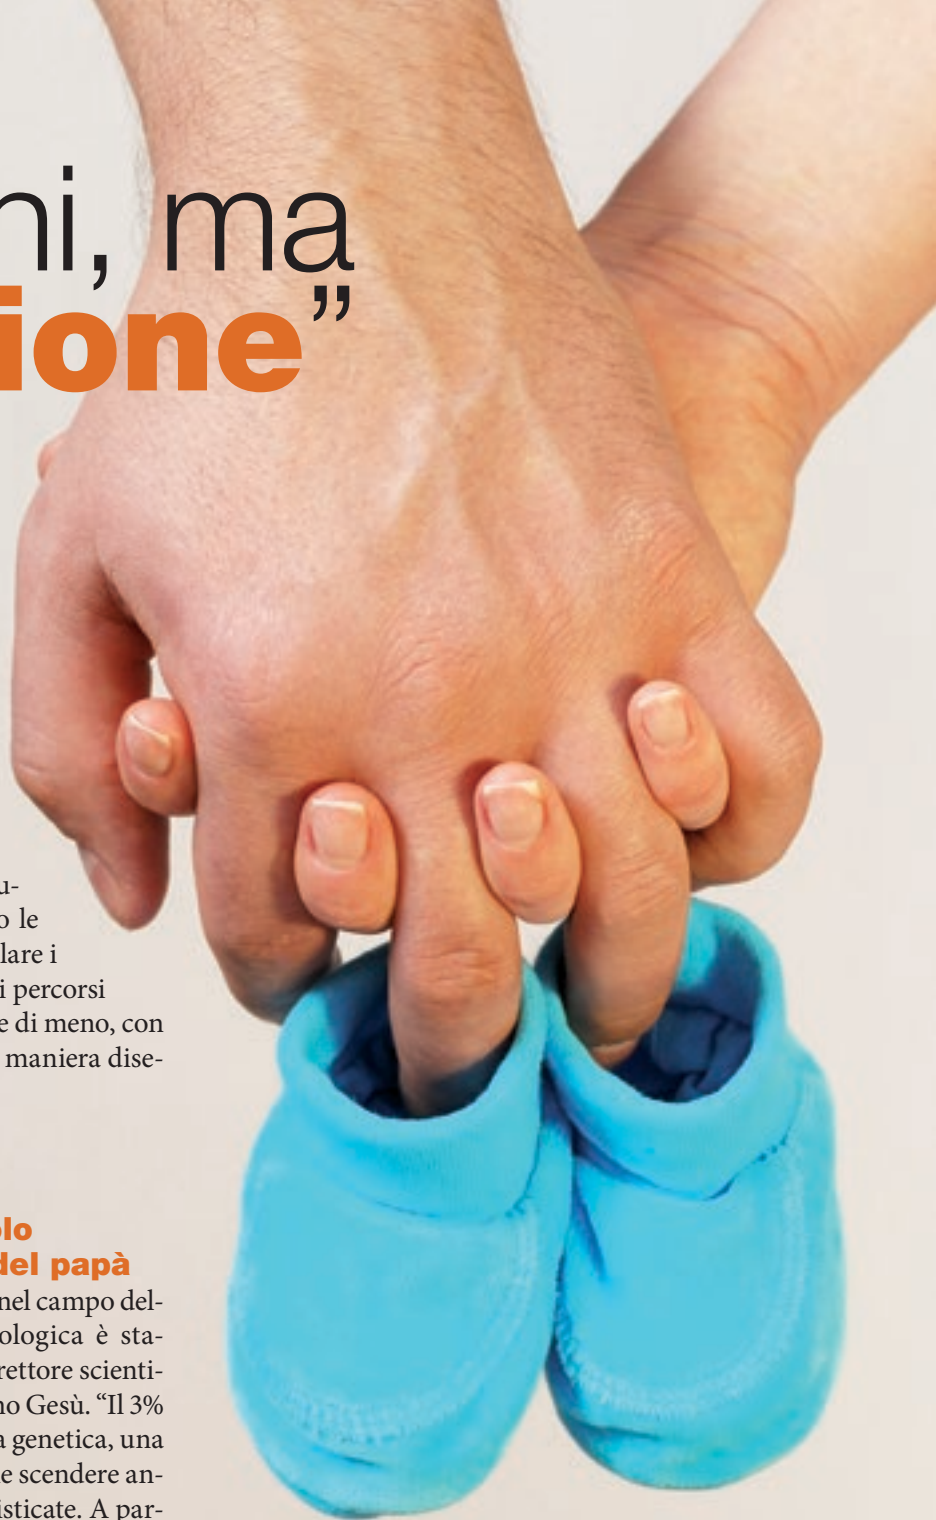 ni, ma
ione”
u-
o le
lare i
i percorsi
e di meno, con
maniera dise-
olo
del papà
nel campo del-
ologica è sta-
rettore scienti-
no Gesù. “Il 3%
a genetica, una
e scendere an-
isticate. A par-